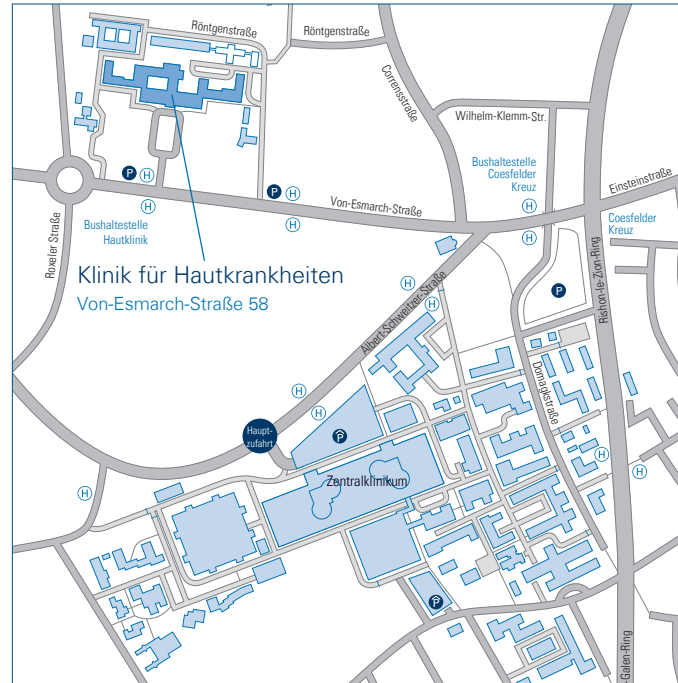 Röntgenstraße
Röntgenstraße
Corrensstraße
Wilhelm-Klemm-Str.
Bushaltestelle
Coesfelder
Kreuz
Einsteinstraße
P
H
P
H
H
H
H
H
Von-Esmarch-Straße
Coesfelder
Kreuz
Bushaltestelle
Hautklinik
Roxeler Straße
Klinik für Hautkrankheiten
Von-Esmarch-Straße 58
Rishon-le-Zion-Ring
P
H
H
Albert-Schweitzer-Straße
Domagkstraße
H
H
Haupt-
zufahrt
P
H
H
Zentralklinikum
H
P
-Galen-Ring